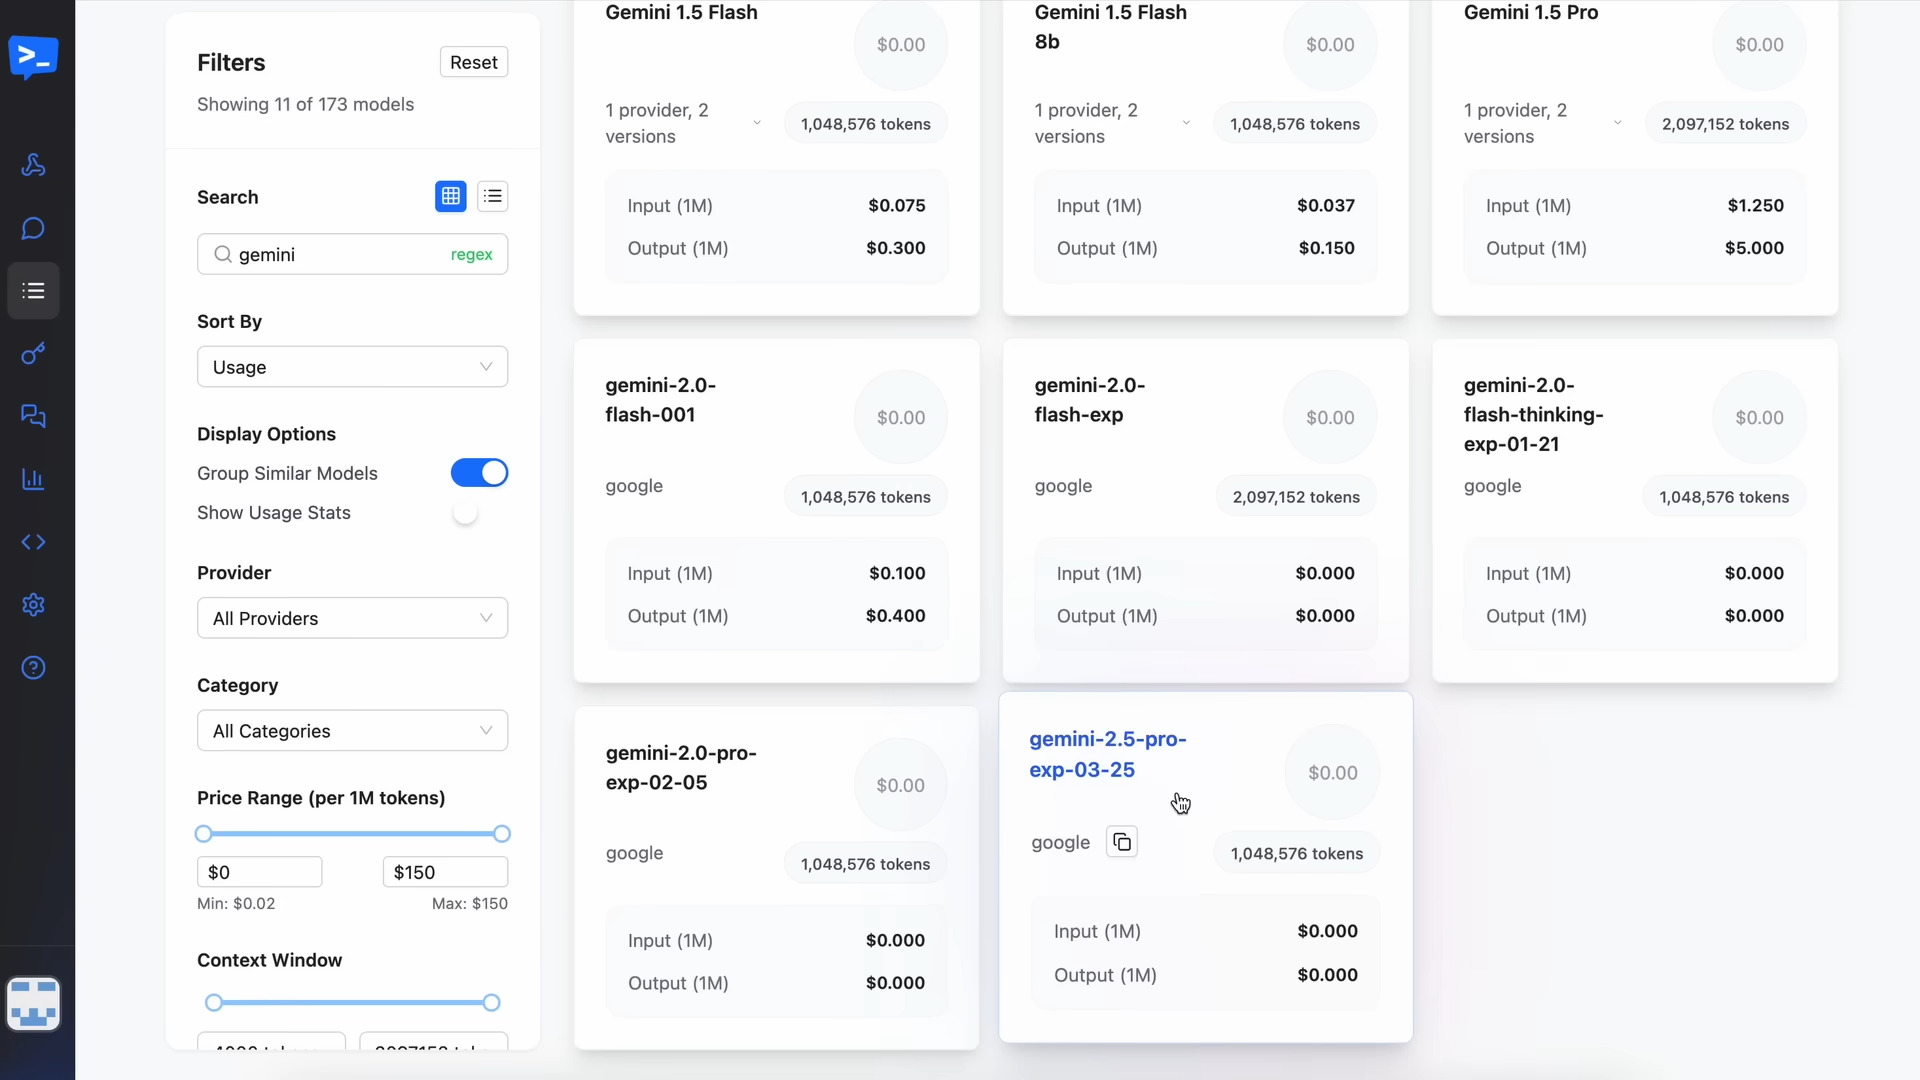 Filters
Reset
Showing 11 of 173 models
Search
gemini
regex
Sort By
Usage
Display Options
Group Similar Models
Show Usage Stats
Provider
All Providers
Category
All Categories
Price Range (per 1M tokens)
$0
$150
Min: $0.02
Max: $150
Context Window
Gemini 1.5 Flash
$0.00
1 provider, 2
versions
1,048,576 tokens
Input (1M)
$0.075
Output (1M)
$0.300
Gemini 1.5 Flash
8b
$0.00
1 provider, 2
versions
1,048,576 tokens
Input (1M)
$0.037
Output (1M)
$0.150
Gemini 1.5 Pro
$0.00
1 provider, 2
versions
2,097,152 tokens
Input (1M)
$1.250
Output (1M)
$5.000
gemini-2.0-
flash-001
$0.00
google
1,048,576 tokens
Input (1M)
$0.100
Output (1M)
$0.400
gemini-2.0-
flash-exp
$0.00
google
2,097,152 tokens
Input (1M)
$0.000
Output (1M)
$0.000
gemini-2.0-
flash-thinking-
exp-01-21
$0.00
google
1,048,576 tokens
Input (1M)
$0.000
Output (1M)
$0.000
gemini-2.0-pro-
exp-02-05
$0.00
google
1,048,576 tokens
Input (1M)
$0.000
Output (1M)
$0.000
gemini-2.5-pro-
exp-03-25
$0.00
google
1,048,576 tokens
Input (1M)
$0.000
Output (1M)
$0.000